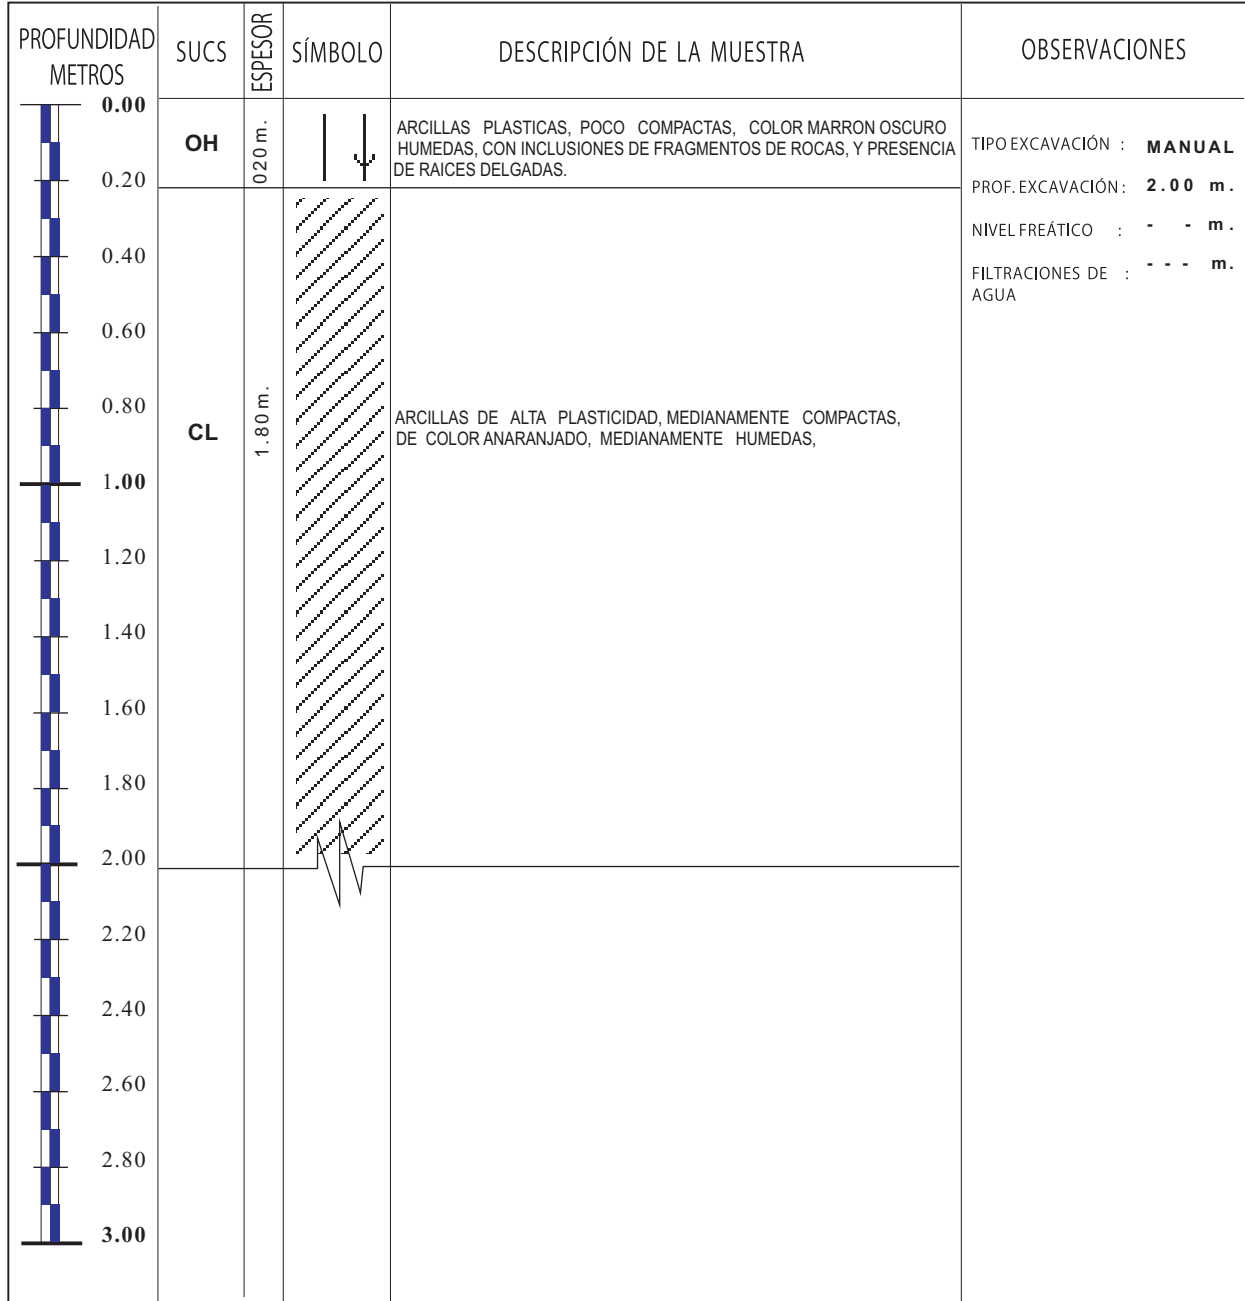 PROFUNDIDAD
METROS
SUCS
ESPESOR
SÍMBOLO
DESCRIPCIÓN DE LA MUESTRA
OBSERVACIONES
0.00
0.20
0.40
0.60
0.80
1.00
1.20
1.40
1.60
1.80
2.00
2.20
2.40
2.60
2.80
3.00
OH
020 m.
ARCILLAS PLASTICAS, POCO COMPACTAS, COLOR MARRON OSCURO
HUMEDAS, CON INCLUSIONES DE FRAGMENTOS DE ROCAS, Y PRESENCIA
DE RAICES DELGADAS.
CL
1.80 m.
ARCILLAS DE ALTA PLASTICIDAD, MEDIANAMENTE COMPACTAS,
DE COLOR ANARANJADO, MEDIANAMENTE HUMEDAS,
TIPO EXCAVACIÓN : MANUAL
PROF. EXCAVACIÓN : 2.00 m.
NIVEL FREÁTICO : - - m.
FILTRACIONES DE : - - - m.
AGUA